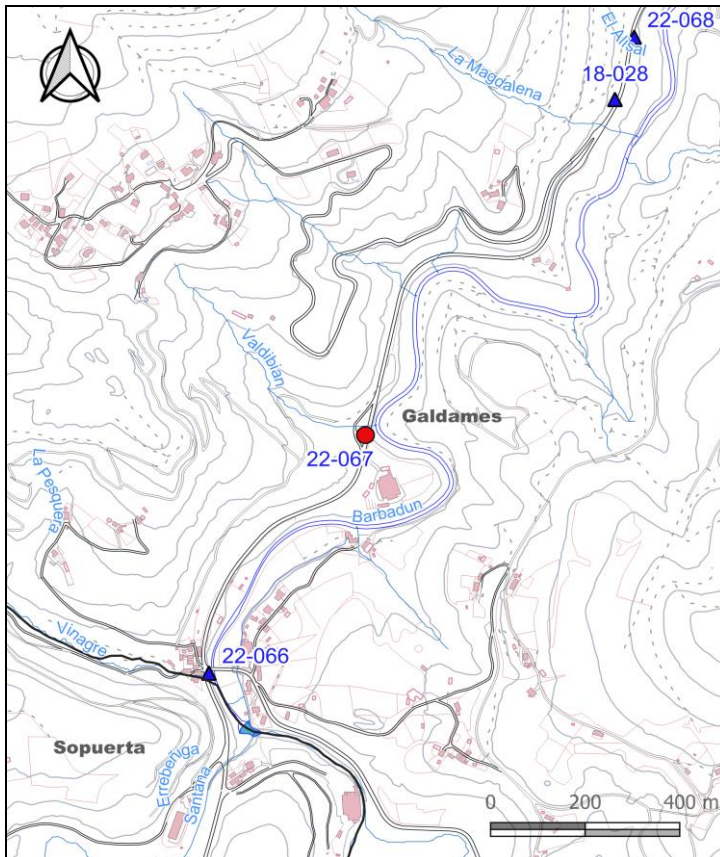 El Alisal
22-068
La Magdalena
18-028
Valdibian
Galdames
22-067
La Pesquera
Barbadun
Vinagre
22-066
Sopuerta
Errebeñiga
Santana
0 200 400 m